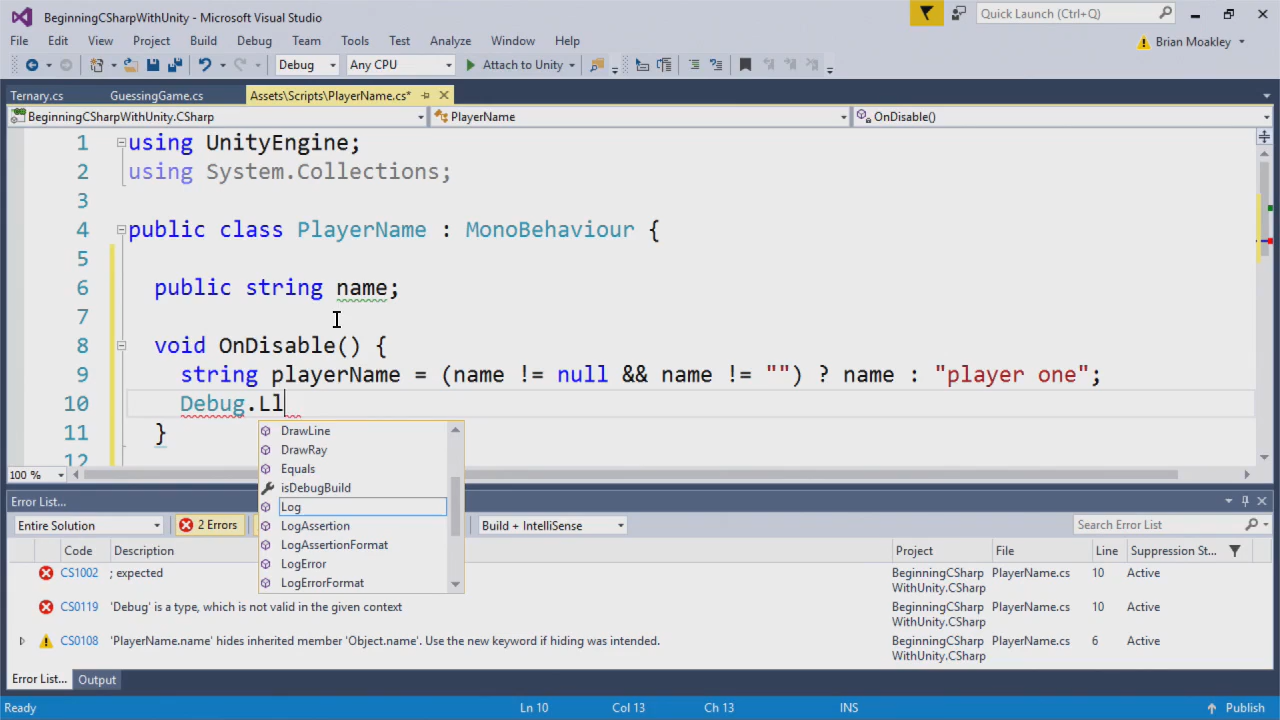 BeginningCSharpWithUnity - Microsoft Visual Studio
Quick Launch (Ctrl+Q)
File Edit View Project Build Debug Team Tools Test Analyze Window Help
Brian Moakley
Debug Any CPU Attach to Unity
Ternary.cs GuessingGame.cs Assets\Scripts\PlayerName.cs*
BeginningCSharpWithUnity.CSharp PlayerName OnDisable()
1 using UnityEngine;
2 using System.Collections;
3
4 public class PlayerName : MonoBehaviour {
5
6 public string name;
7
8 void OnDisable() {
9 string playerName = (name != null && name != "") ? name : "player one";
10 Debug.Ll
11 }
12
DrawLine
DrawRay
Equals
isDebugBuild
Log
LogAssertion
LogAssertionFormat
LogError
LogErrorFormat
100 %
Error List...
Entire Solution 2 Errors Build + IntelliSense Search Error List
Code Description Project File Line Suppression St...
CS1002 ; expected BeginningCSharp WithUnity.CSharp PlayerName.cs 10 Active
CS0119 'Debug' is a type, which is not valid in the given context BeginningCSharp WithUnity.CSharp PlayerName.cs 10 Active
CS0108 'PlayerName.name' hides inherited member 'Object.name'. Use the new keyword if hiding was intended. BeginningCSharp WithUnity.CSharp PlayerName.cs 6 Active
Error List... Output
Ready Ln 10 Col 13 Ch 13 INS Publish